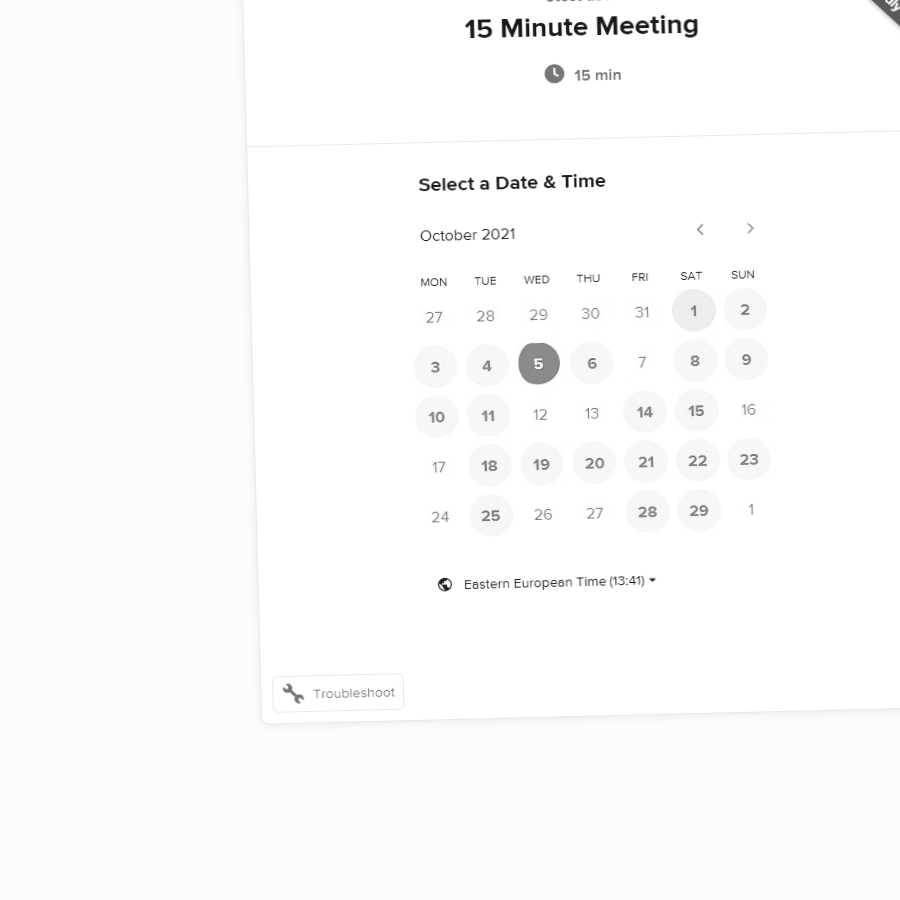 15 Minute Meeting
15 min
Select a Date & Time
October 2021
MON TUE WED THU FRI SAT SUN
27 28 29 30 31 1 2
3 4 5 6 7 8 9
10 11 12 13 14 15 16
17 18 19 20 21 22 23
24 25 26 27 28 29 1
Eastern European Time (13:41)
Troubleshoot